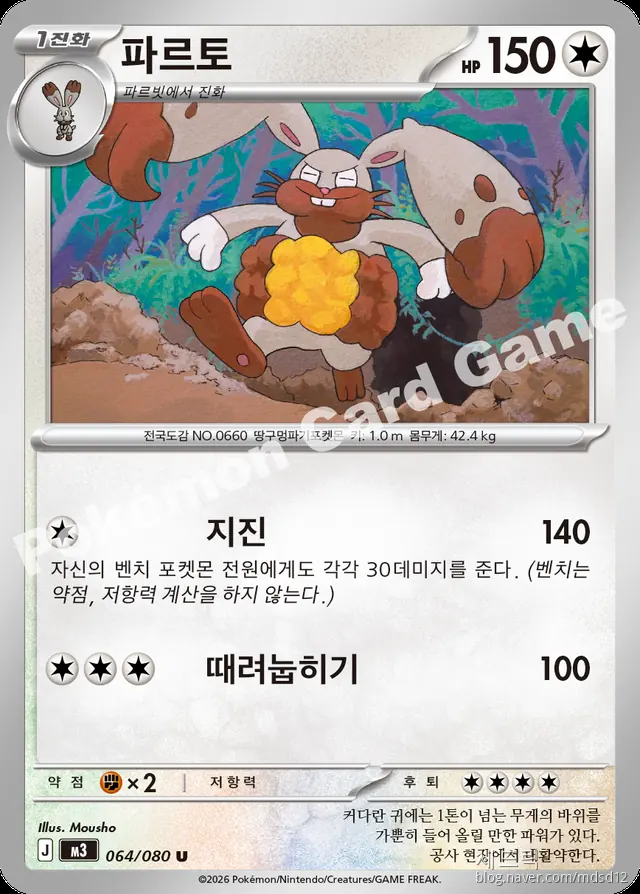 1진화
파르토
HP 150
파르빗에서 진화
전국도감 NO.0660 땅구멍파기포켓몬 키: 1.0 m 몸무게: 42.4 kg
Pokémon Card Game
지진 140
자신의 벤치 포켓몬 전원에게도 각각 30데미지를 준다. (벤치는
약점, 저항력 계산을 하지 않는다.)
때려눕히기 100
약점 ×2 저항력 후퇴
Illus. Mousho
커다란 귀에는 1톤이 넘는 무게의 바위를
가뿐히 들어 올릴 만한 파워가 있다.
공사 현장에서 대활약한다.
J m3 064/080 U
©2026 Pokémon/Nintendo/Creatures/GAME FREAK.
blog.naver.com/mdsd12